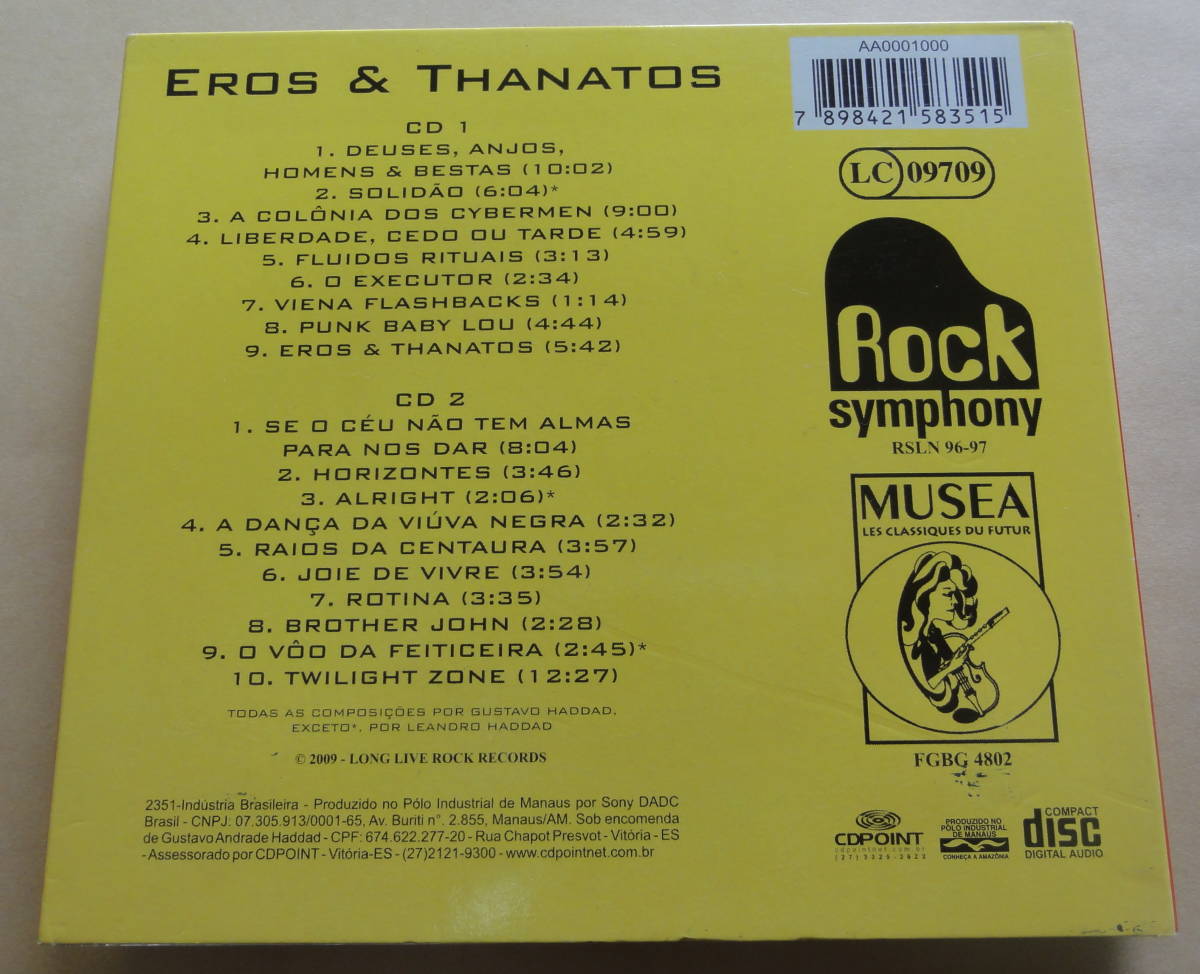 EROS & THANATOS
CD 1
1. DEUSES, ANJOS,
HOMENS & BESTAS (10:02)
2. SOLIDÃO (6:04)*
3. A COLÔNIA DOS CYBERMEN (9:00)
4. LIBERDADE, CEDO OU TARDE (4:59)
5. FLUIDOS RITUAIS (3:13)
6. O EXECUTOR (2:34)
7. VIENA FLASHBACKS (1:14)
8. PUNK BABY LOU (4:44)
9. EROS & THANATOS (5:42)
CD 2
1. SE O CÉU NÃO TEM ALMAS
PARA NOS DAR (8:04)
2. HORIZONTES (3:46)
3. ALRIGHT (2:06)*
4. A DANÇA DA VIÚVA NEGRA (2:32)
5. RAIOS DA CENTAURA (3:57)
6. JOIE DE VIVRE (3:54)
7. ROTINA (3:35)
8. BROTHER JOHN (2:28)
9. O VÔO DA FEITICEIRA (2:45)*
10. TWILIGHT ZONE (12:27)
TODAS AS COMPOSIÇÕES POR GUSTAVO HADDAD,
EXCETO*, POR LEANDRO HADDAD
© 2009 - LONG LIVE ROCK RECORDS
2351-Indústria Brasileira - Produzido no Pólo Industrial de Manaus por Sony DADC
Brasil - CNPJ: 07.305.913/0001-65, Av. Buriti n°. 2.855, Manaus/AM. Sob encomenda
de Gustavo Andrade Haddad - CPF: 674.622.277-20 - Rua Chapot Presvot - Vitória - ES
-Assessorado por CDPOINT - Vitória-ES - (27)2121-9300 - www.cdpointnet.com.br
AA0001000
7 898421 583515
LC 09709
Rock
symphony
RSLN 96-97
MUSEA
LES CLASSIQUES DU FUTUR
FGBG 4802
CDPOINT
cdpointnet.com.br
(27)3225-2822
PRODUZIDO NO
PÓLO INDUSTRIAL
DE MANAUS
CONHEÇA A AMAZÔNIA
COMPACT
disc
DIGITAL AUDIO